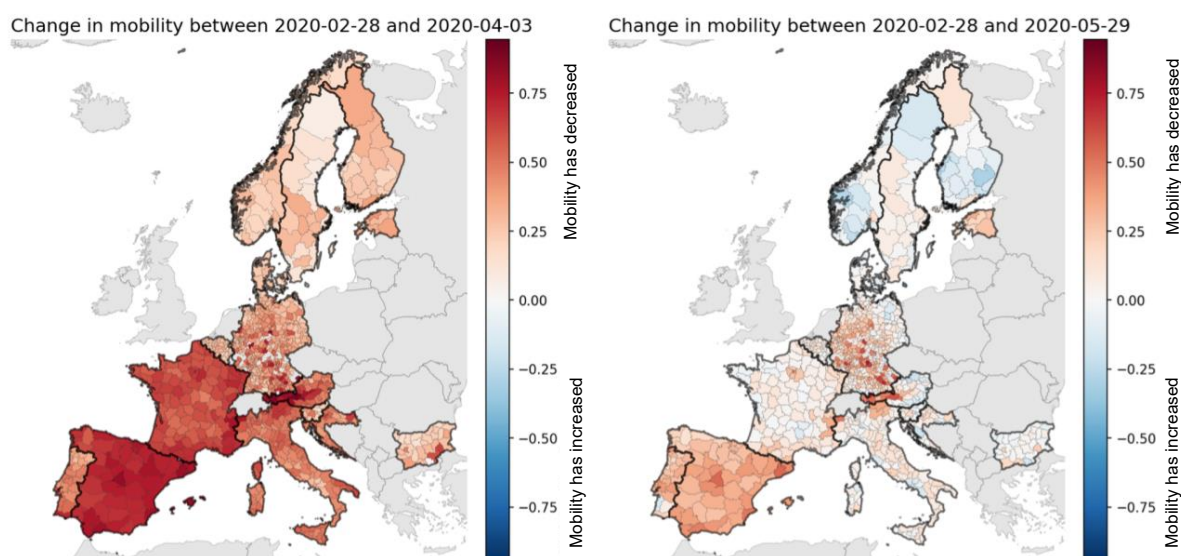 Change in mobility between 2020-02-28 and 2020-04-03
0.75
0.50
0.25
0.00
−0.25
−0.50
−0.75
Mobility has decreased
Mobility has increased
Change in mobility between 2020-02-28 and 2020-05-29
0.75
0.50
0.25
0.00
−0.25
−0.50
−0.75
Mobility has decreased
Mobility has increased